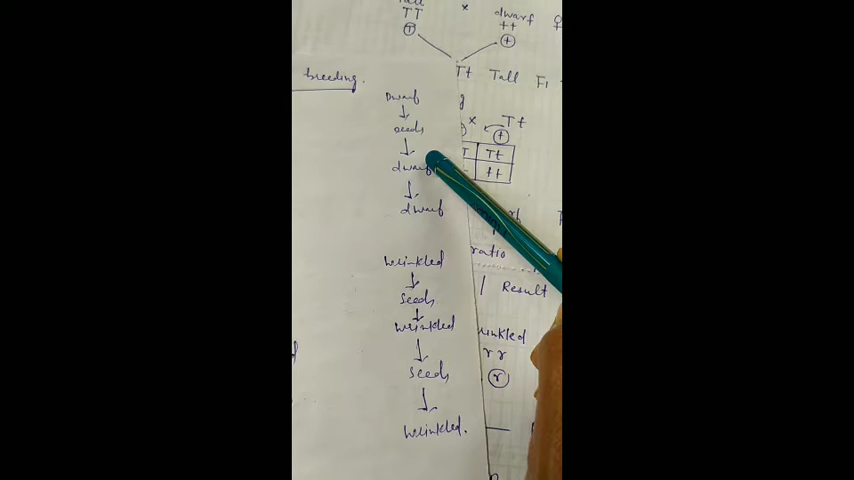 Tall
TT × dwarf ♀
T tt
t
Tt Tall F1
breeding.
Dwarf
seeds × Tt
t
dwarf T Tt
tt
dwarf
ratio
wrinkled
seeds | Result
wrinkled
rr
seeds r
wrinkled.